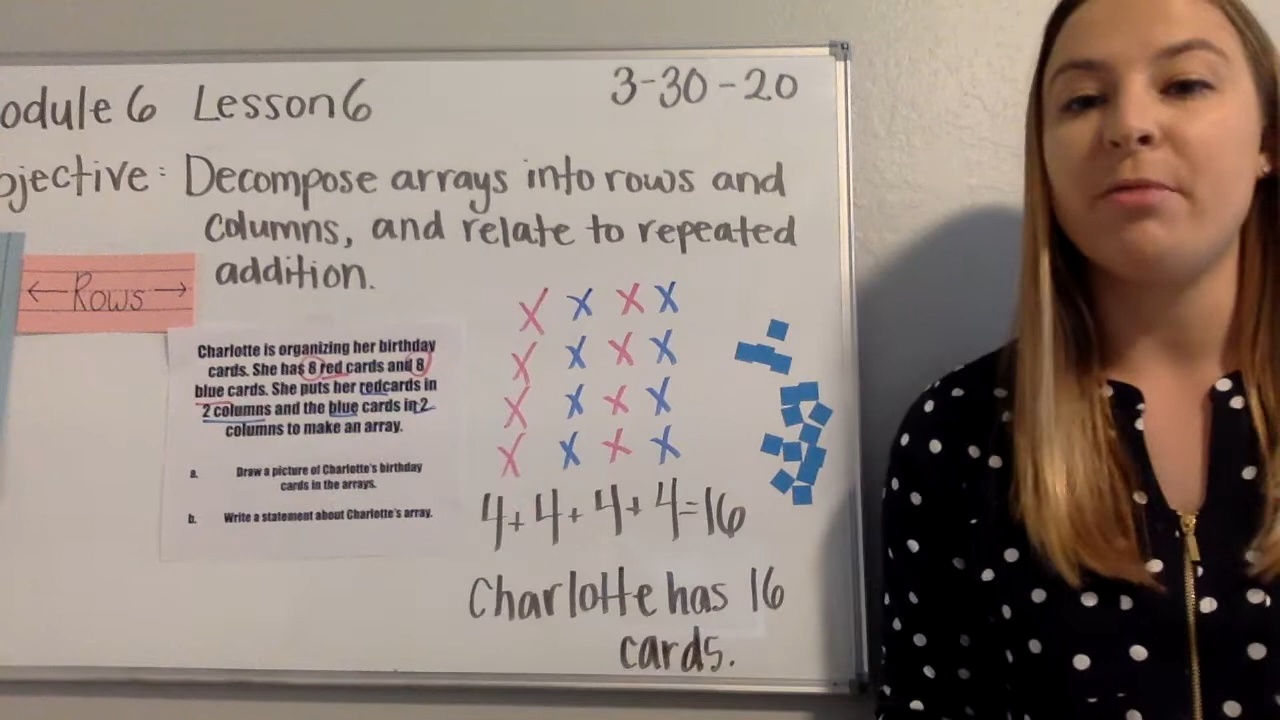 odule 6 Lesson 6
3-30-20
bjective: Decompose arrays into rows and
columns, and relate to repeated
addition.
← Rows →
Charlotte is organizing her birthday
cards. She has 8 red cards and 8
blue cards. She puts her redcards in
2 columns and the blue cards in 2
columns to make an array.
a. Draw a picture of Charlotte's birthday
cards in the arrays.
b. Write a statement about Charlotte's array.
X X X X
X X X X
X X X X
X X X X
4+4+4+4=16
Charlotte has 16
cards.